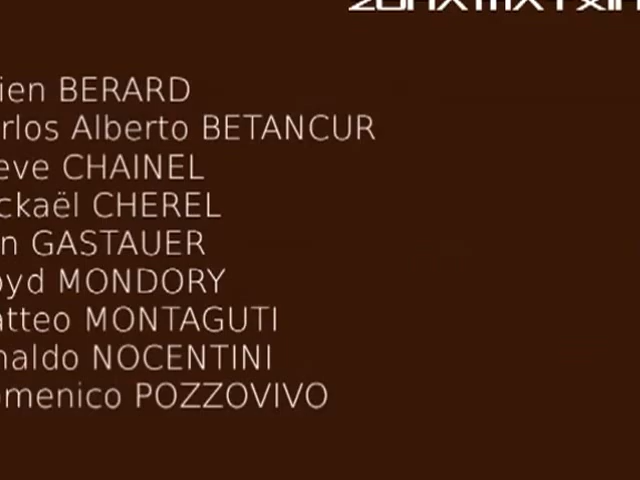 ien BERARD
rlos Alberto BETANCUR
eve CHAINEL
ckaël CHEREL
n GASTAUER
oyd MONDORY
atteo MONTAGUTI
naldo NOCENTINI
omenico POZZOVIVO